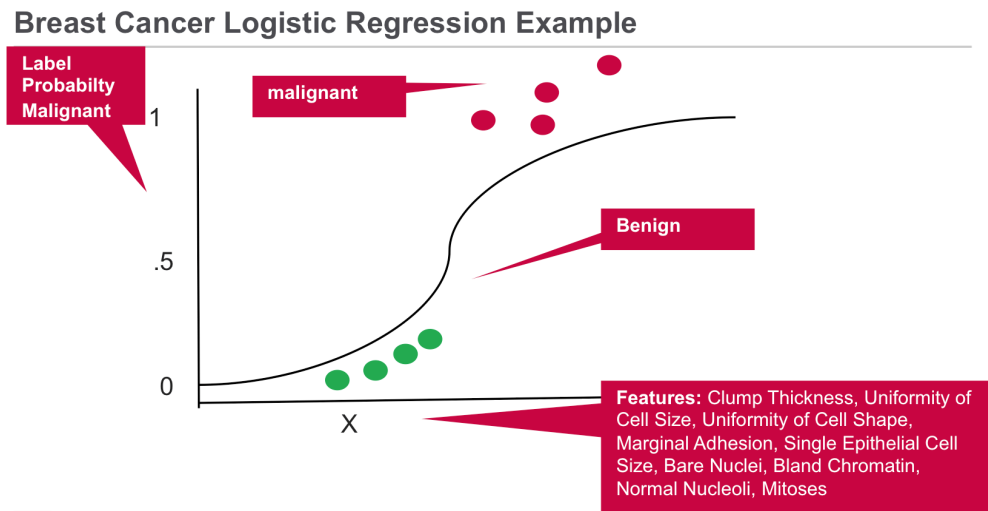 Breast Cancer Logistic Regression Example
Label
Probabilty
Malignant
malignant
1
Benign
.5
0
X
Features: Clump Thickness, Uniformity of
Cell Size, Uniformity of Cell Shape,
Marginal Adhesion, Single Epithelial Cell
Size, Bare Nuclei, Bland Chromatin,
Normal Nucleoli, Mitoses